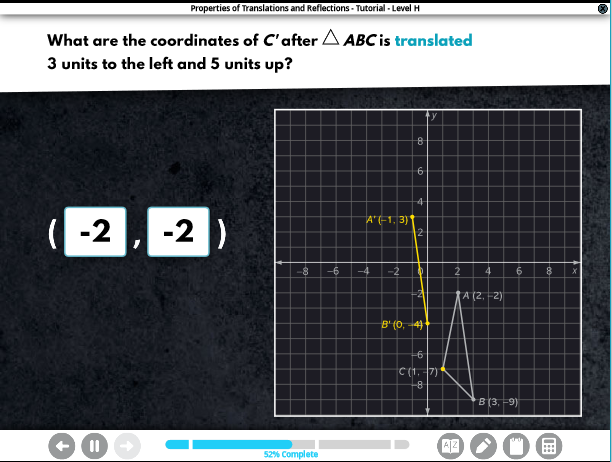 Properties of Translations and Reflections - Tutorial - Level H
What are the coordinates of C' after △ ABC is translated
3 units to the left and 5 units up?
( -2 , -2 )
y
8
6
4
A' (−1, 3)
2
−8 −6 −4 −2 0 2 4 6 8 x
−2
A (2, −2)
B' (0, −4)
−6
C (1, −7)
−8
B (3, −9)
A Z
52% Complete